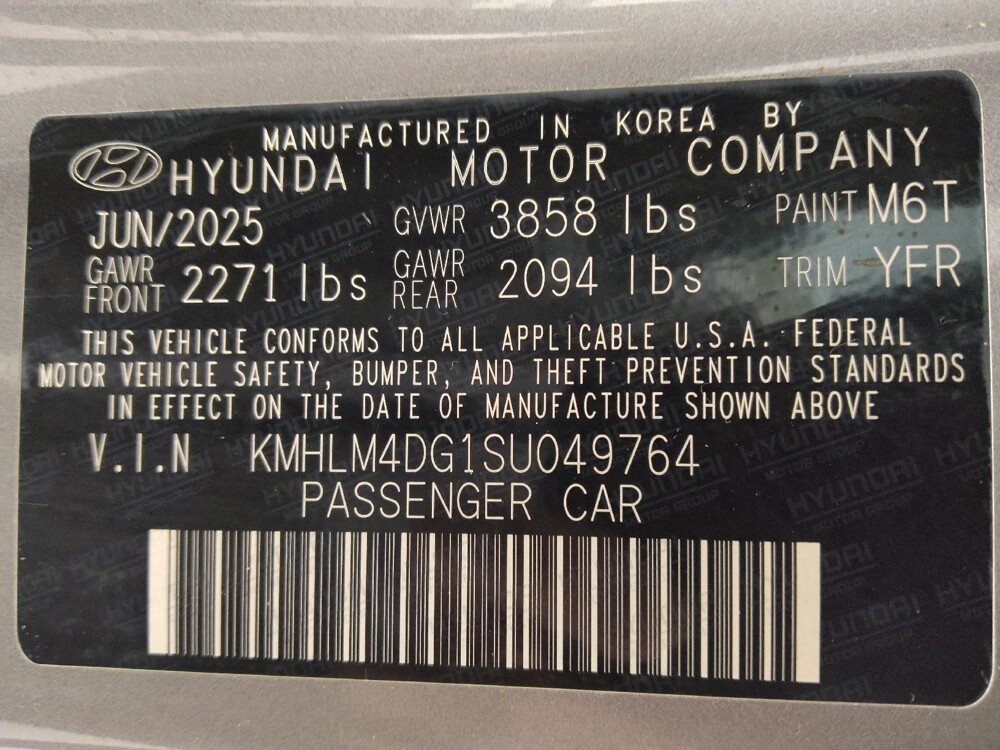 MANUFACTURED IN KOREA BY
HYUNDAI MOTOR COMPANY
JUN/2025 GVWR 3858 lbs PAINT M6T
GAWR FRONT 2271 lbs GAWR REAR 2094 lbs TRIM YFR
THIS VEHICLE CONFORMS TO ALL APPLICABLE U.S.A. FEDERAL
MOTOR VEHICLE SAFETY, BUMPER, AND THEFT PREVENTION STANDARDS
IN EFFECT ON THE DATE OF MANUFACTURE SHOWN ABOVE
V.I.N KMHLM4DG1SU049764
PASSENGER CAR